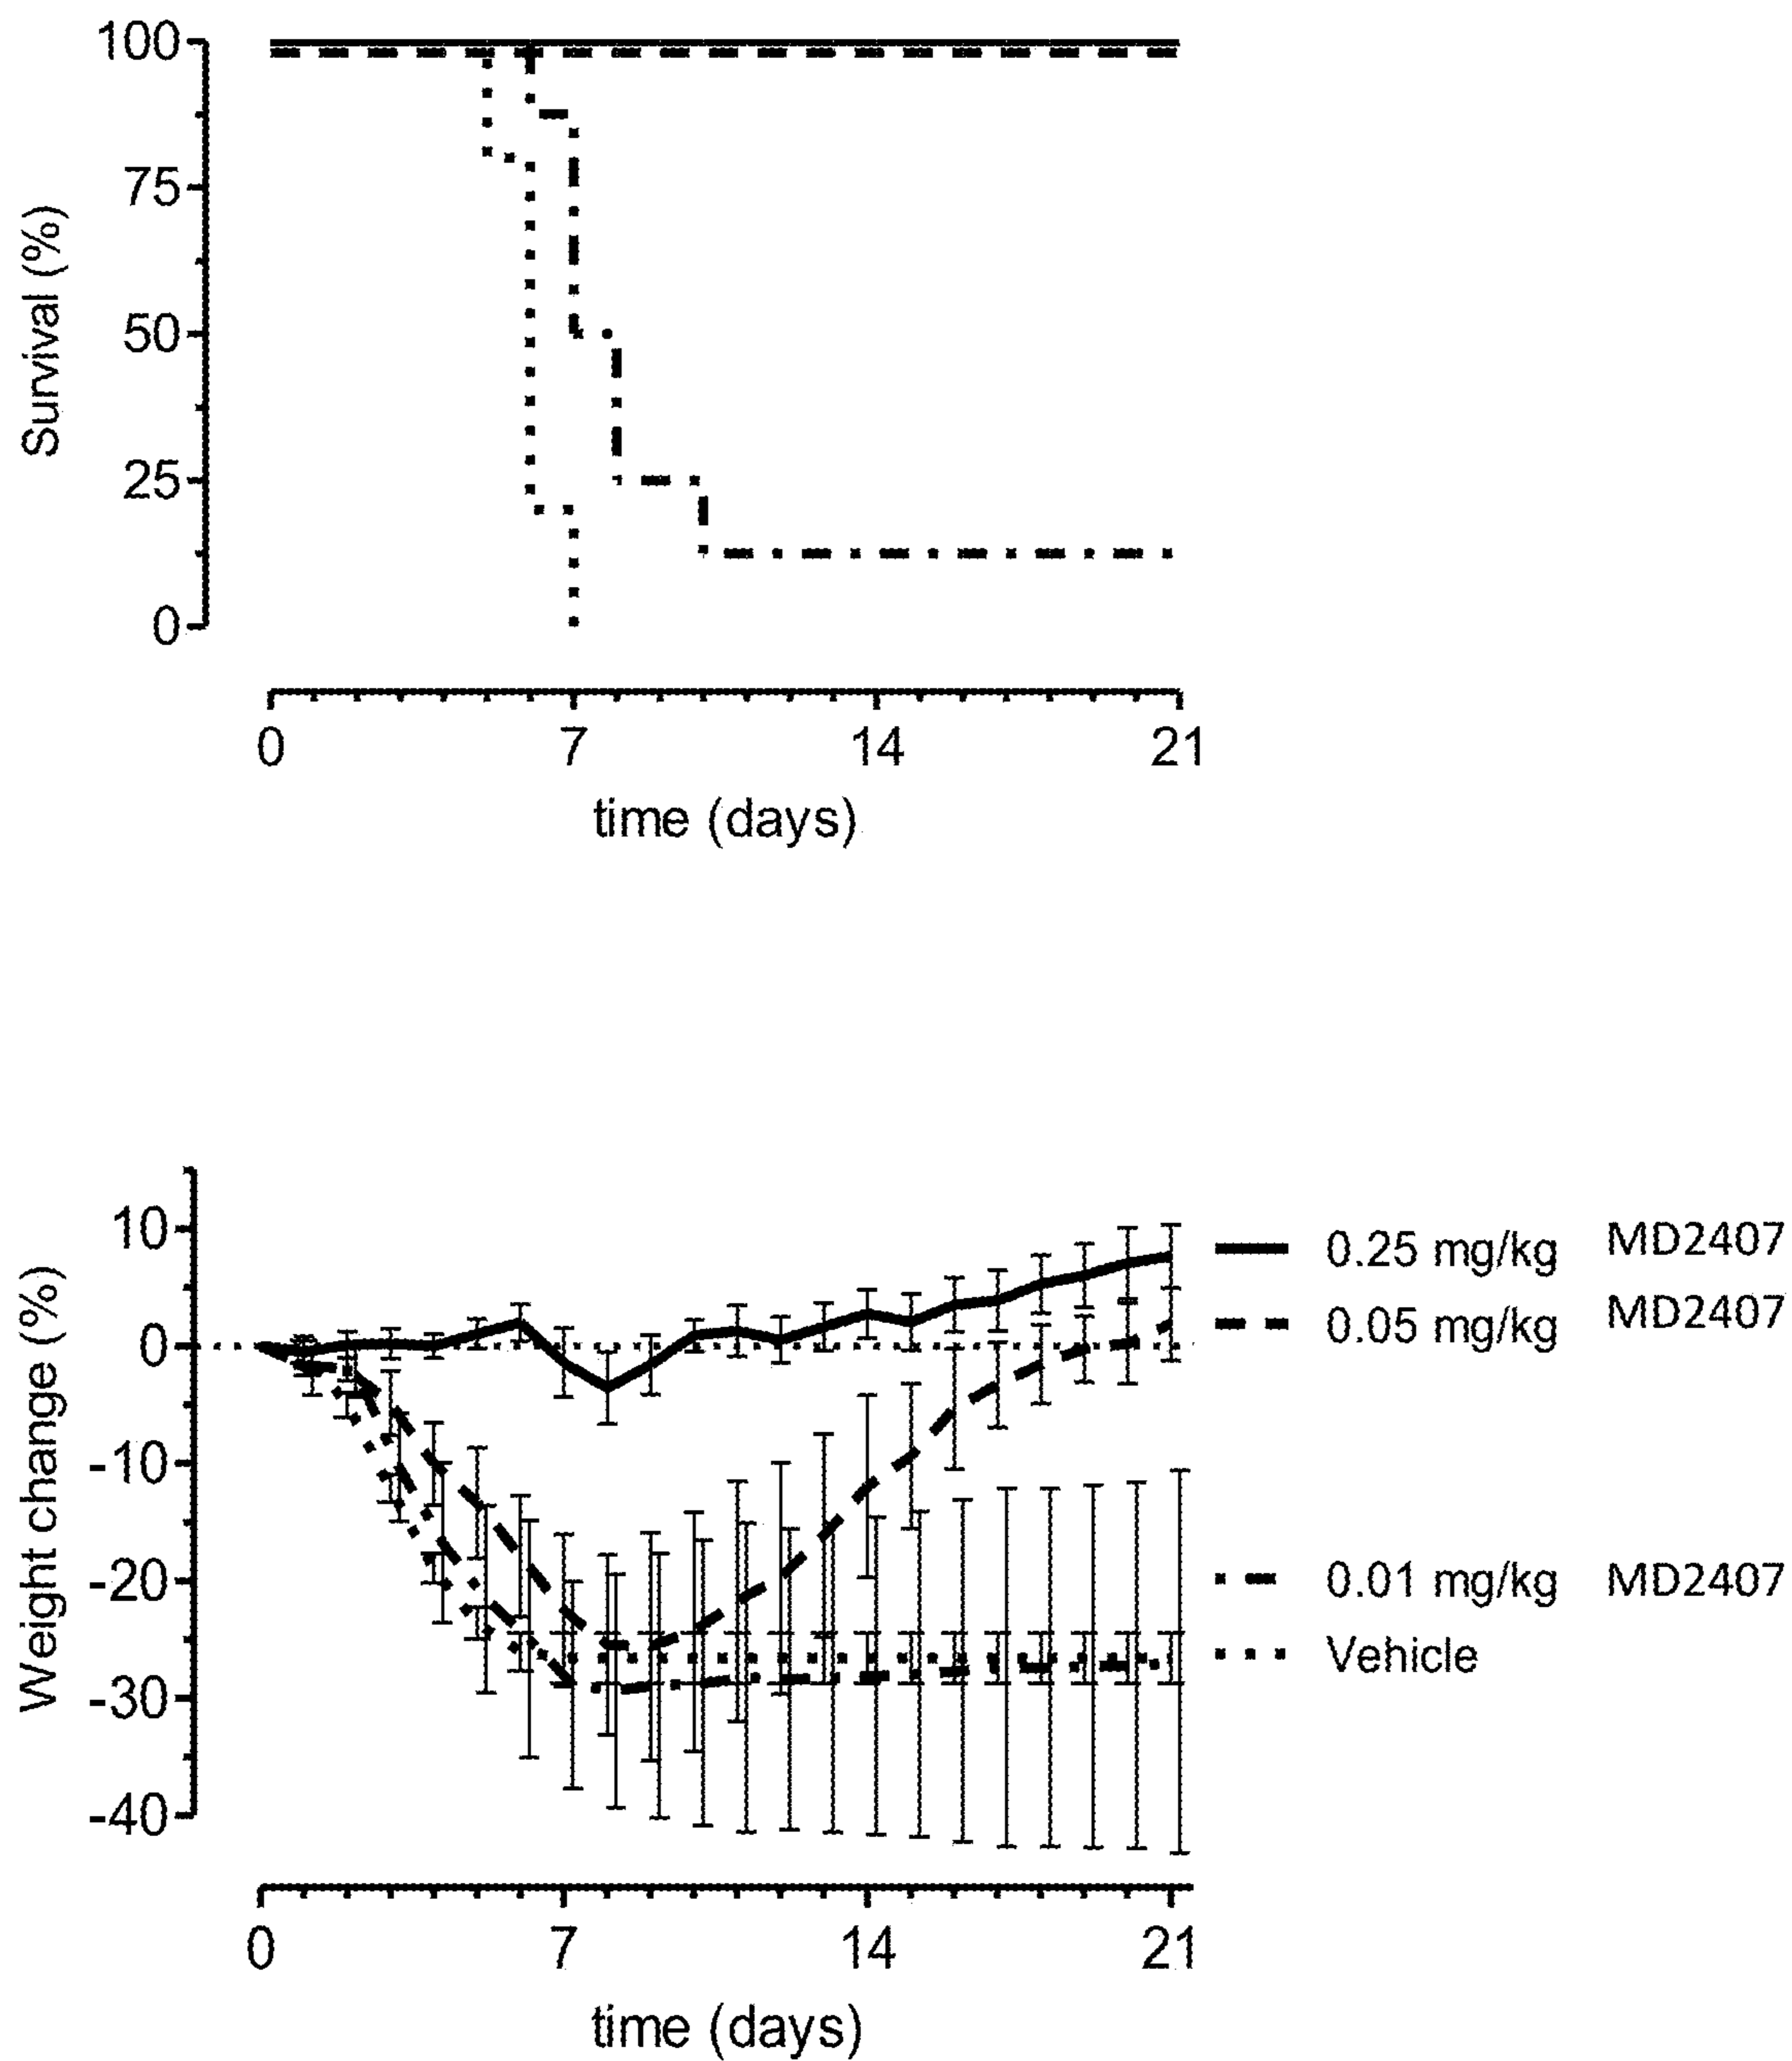 100
75
50
25
0
Survival (%)
0 7 14 21
time (days)
10
0
-10
-20
-30
-40
Weight change (%)
0.25 mg/kg MD2407
0.05 mg/kg MD2407
0.01 mg/kg MD2407
Vehicle
0 7 14 21
time (days)